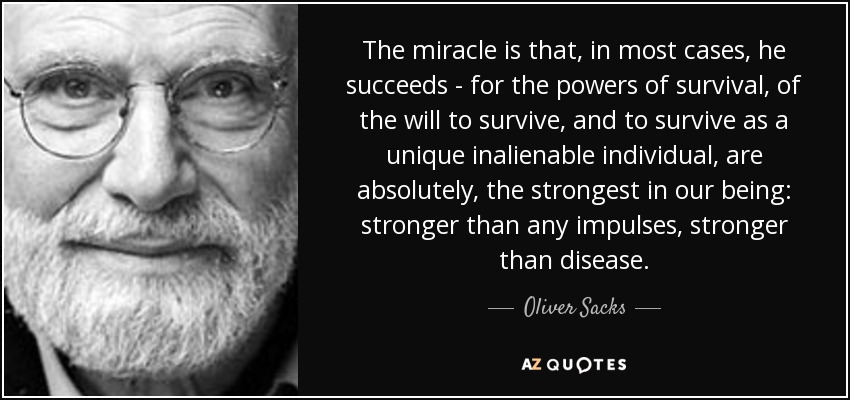 The miracle is that, in most cases, he
succeeds - for the powers of survival, of
the will to survive, and to survive as a
unique inalienable individual, are
absolutely, the strongest in our being:
stronger than any impulses, stronger
than disease.
Oliver Sacks
AZ QUOTES